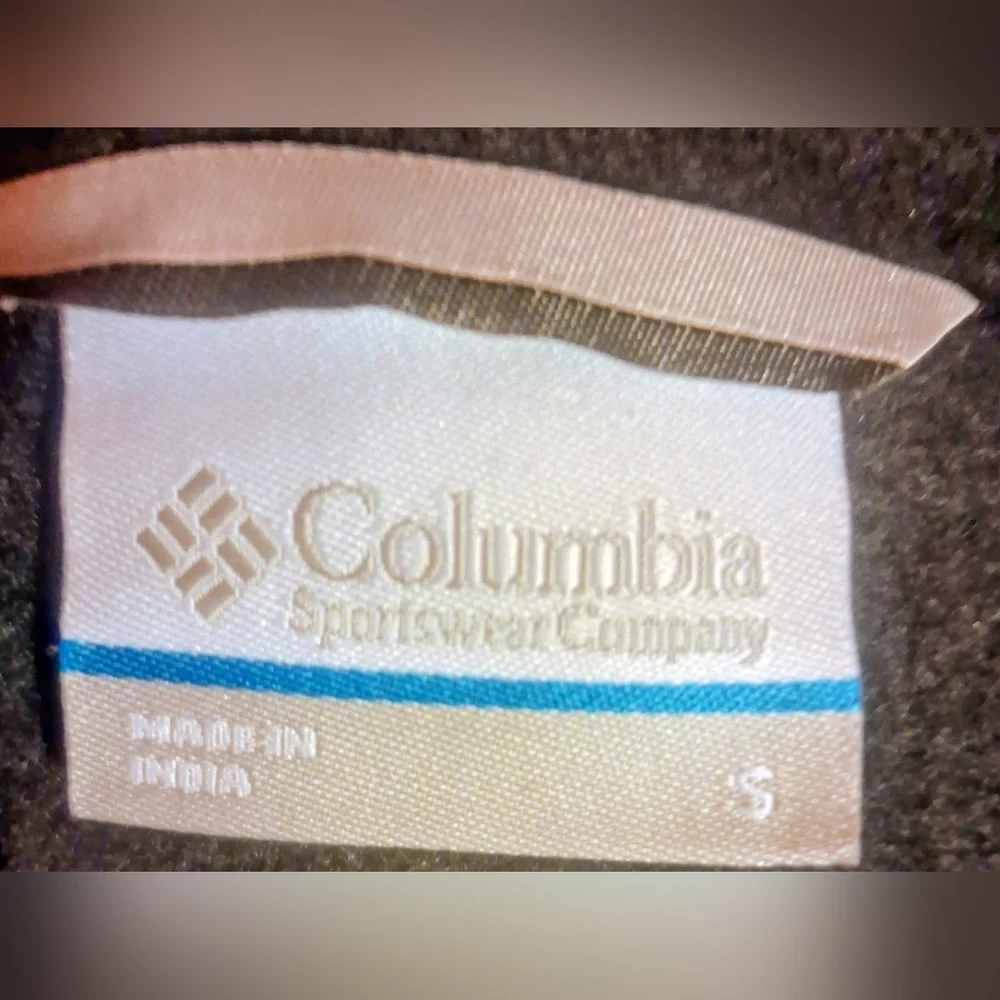 Columbia
Sportswear Company
MADE IN
INDIA
S